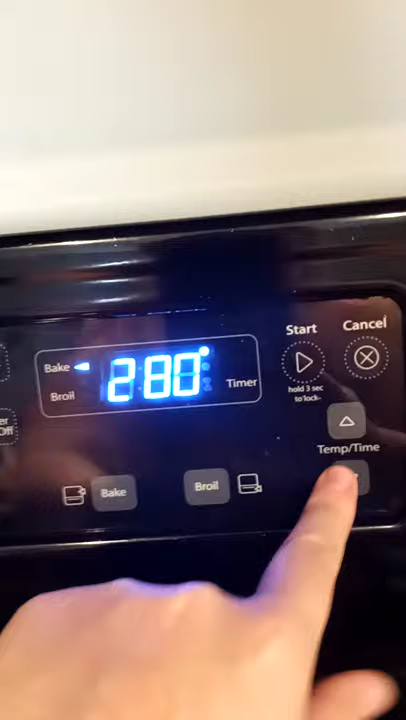 Start
Cancel
Bake
280°
Broil
Timer
hold 3 sec
to lock
Temp/Time
Off
Bake
Broil